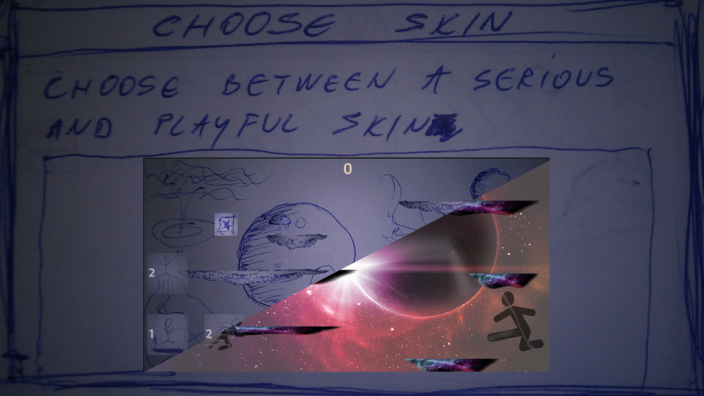 CHOOSE SKIN
CHOOSE BETWEEN A SERIOUS
AND PLAYFUL SKIN
0
2
1 2